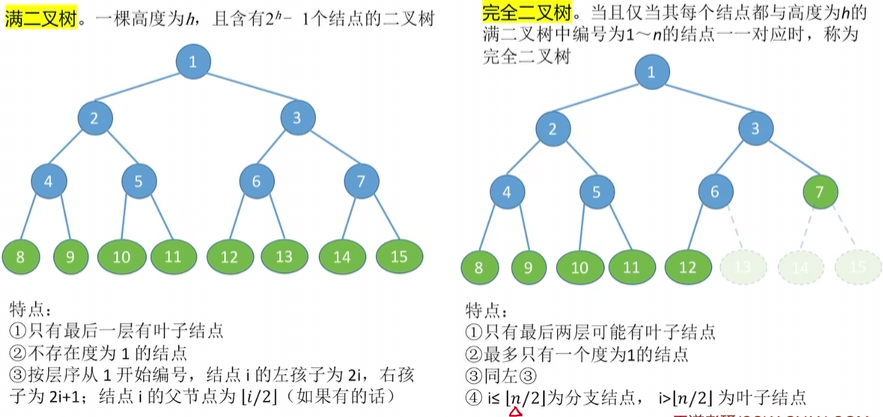 满二叉树。一棵高度为h，且含有2ʰ - 1个结点的二叉树
1
2 3
4 5 6 7
8 9 10 11 12 13 14 15
特点：
①只有最后一层有叶子结点
②不存在度为 1 的结点
③按层序从 1 开始编号，结点 i 的左孩子为 2i，右孩
子为 2i+1；结点 i 的父节点为 ⌊i/2⌋（如果有的话）
完全二叉树。当且仅当其每个结点都与高度为h的
满二叉树中编号为1～n的结点一一对应时，称为
完全二叉树
1
2 3
4 5 6 7
8 9 10 11 12 13 14 15
特点：
①只有最后两层可能有叶子结点
②最多只有一个度为1的结点
③同左③
④ i≤ ⌊n/2⌋为分支结点， i>⌊n/2⌋ 为叶子结点